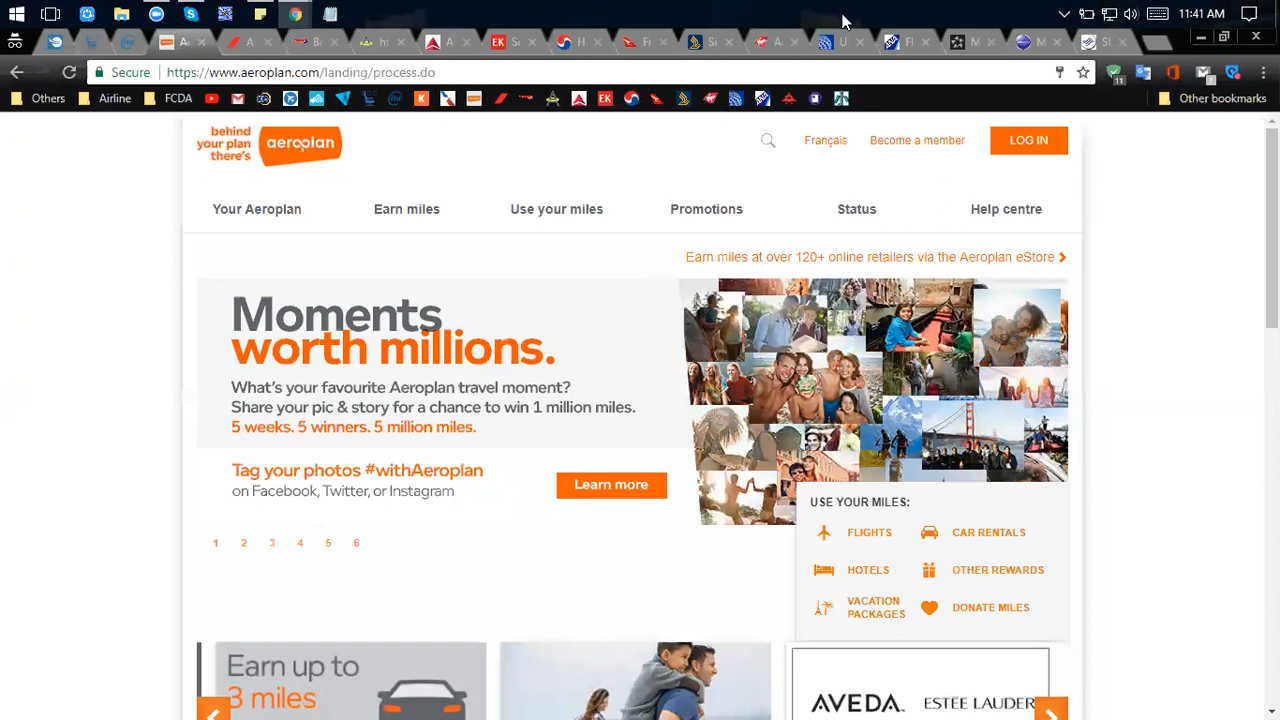 11:41 AM
Secure
https://www.aeroplan.com/landing/process.do
11
Others
Airline
FCDA
Other bookmarks
behind
your plan
there's
aeroplan
Français
Become a member
LOG IN
Your Aeroplan
Earn miles
Use your miles
Promotions
Status
Help centre
Earn miles at over 120+ online retailers via the Aeroplan eStore
Moments
worth millions.
What's your favourite Aeroplan travel moment?
Share your pic & story for a chance to win 1 million miles.
5 weeks. 5 winners. 5 million miles.
Tag your photos #withAeroplan
on Facebook, Twitter, or Instagram
Learn more
1 2 3 4 5 6
USE YOUR MILES:
FLIGHTS
CAR RENTALS
HOTELS
OTHER REWARDS
VACATION
PACKAGES
DONATE MILES
Earn up to
3 miles
AVEDA
ESTĒE LAUDER